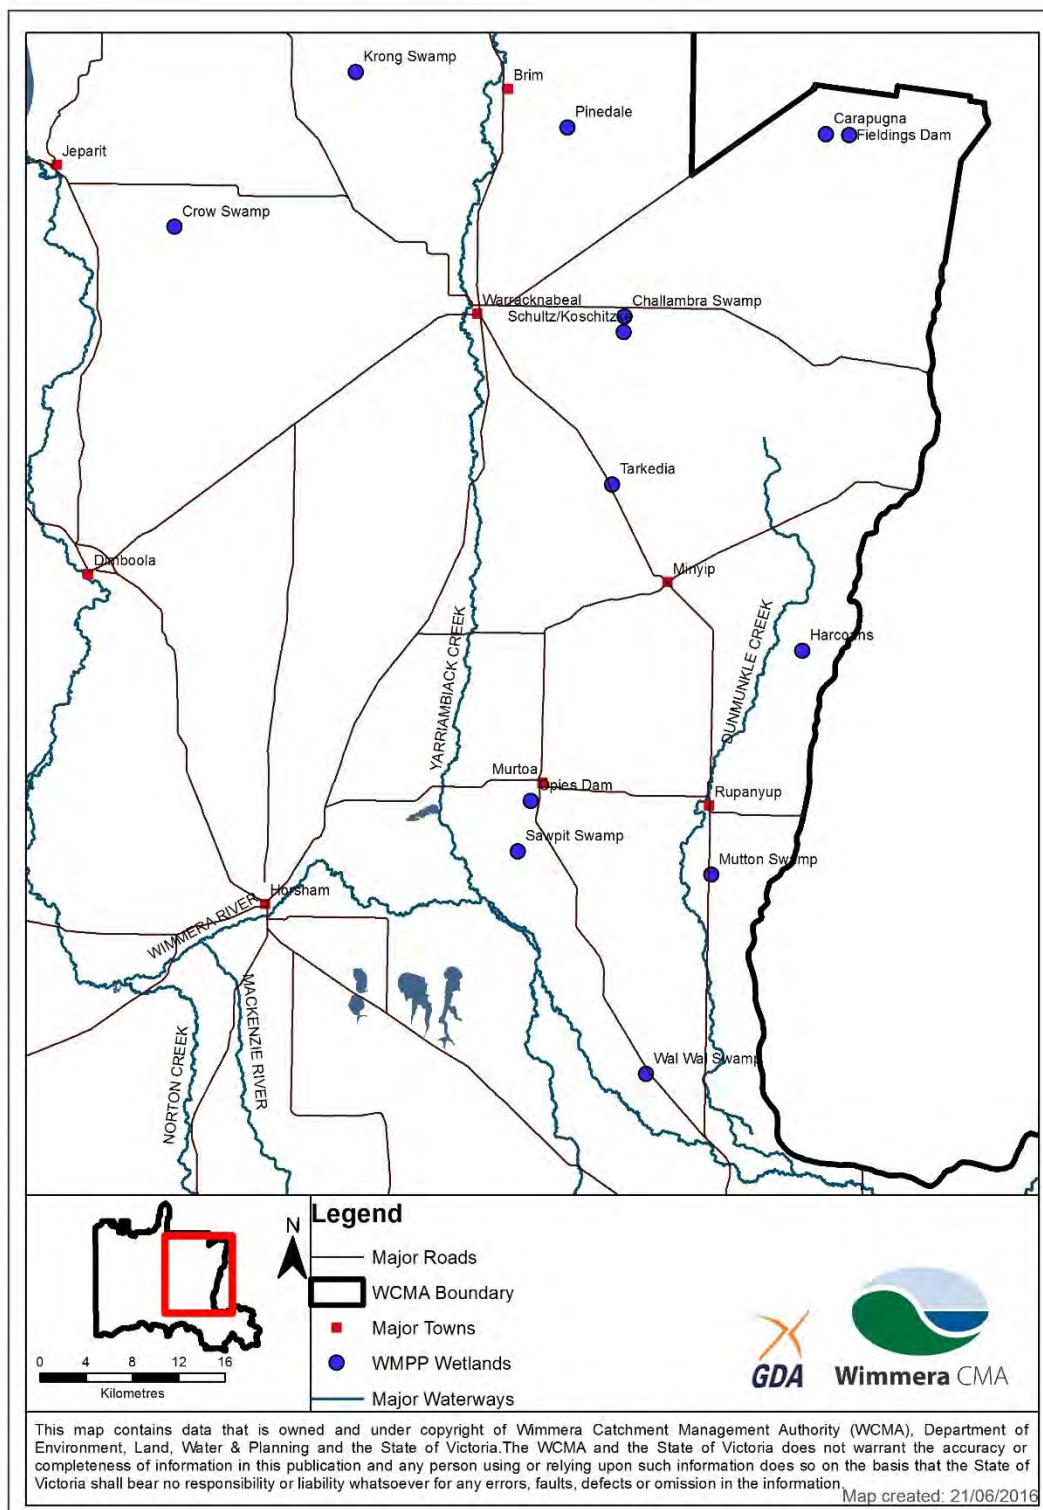 Krong Swamp
Brim
Pinedale
Carapugna
Fieldings Dam
Jeparit
Crow Swamp
Warracknabeal
Challambra Swamp
Schultz/Koschitzke
Tarkedia
Dimboola
Minyip
YARRIAMBIACK CREEK
DUNMUNKLE CREEK
Harcoans
Murtoa
Opies Dam
Rupanyup
Sawpit Swamp
Mutton Swamp
Horsham
WIMMERA RIVER
MACKENZIE RIVER
NORTON CREEK
Wal Wal Swamp
N
0 4 8 12 16
Kilometres
Legend
Major Roads
WCMA Boundary
Major Towns
WMPP Wetlands
Major Waterways
GDA
Wimmera CMA
This map contains data that is owned and under copyright of Wimmera Catchment Management Authority (WCMA), Department of
Environment, Land, Water & Planning and the State of Victoria.The WCMA and the State of Victoria does not warrant the accuracy or
completeness of information in this publication and any person using or relying upon such information does so on the basis that the State of
Victoria shall bear no responsibility or liability whatsoever for any errors, faults, defects or omission in the information.
Map created: 21/06/2016